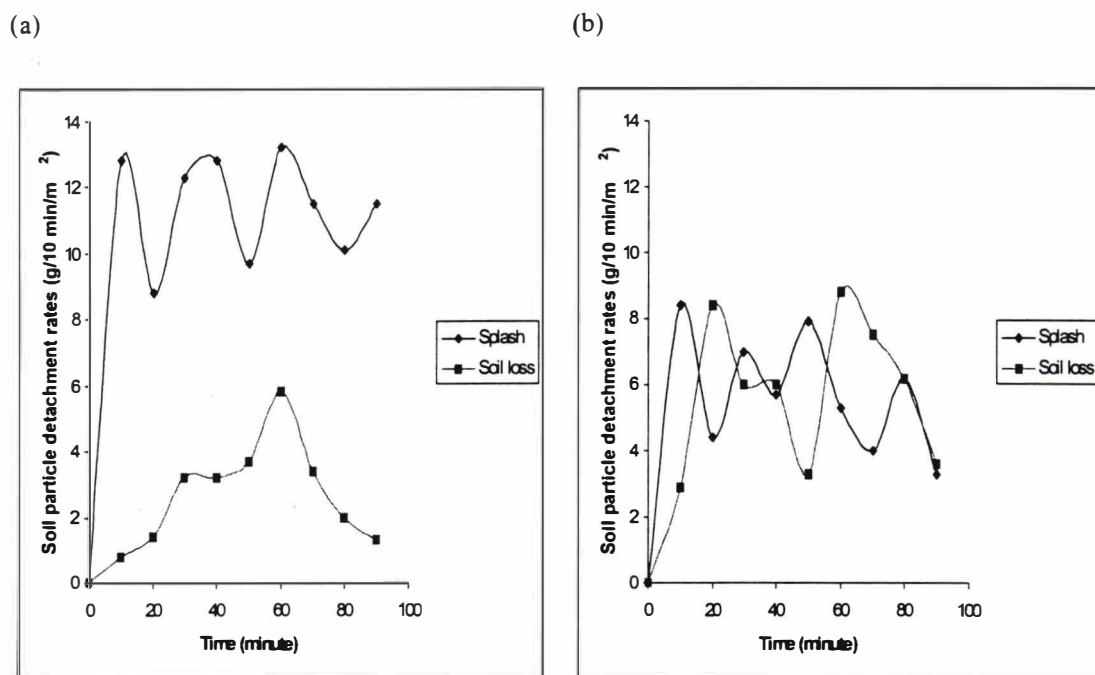 (a)
Soil particle detachment rates (g/10 min/m 2)
14
12
10
8
6
4
2
0
0 20 40 60 80 100
Time (minute)
Splash
Soil loss
(b)
Soil particle detachment rates (g/10 min/m 2)
14
12
10
8
6
4
2
0
0 20 40 60 80 100
Time (minute)
Splash
Soil loss